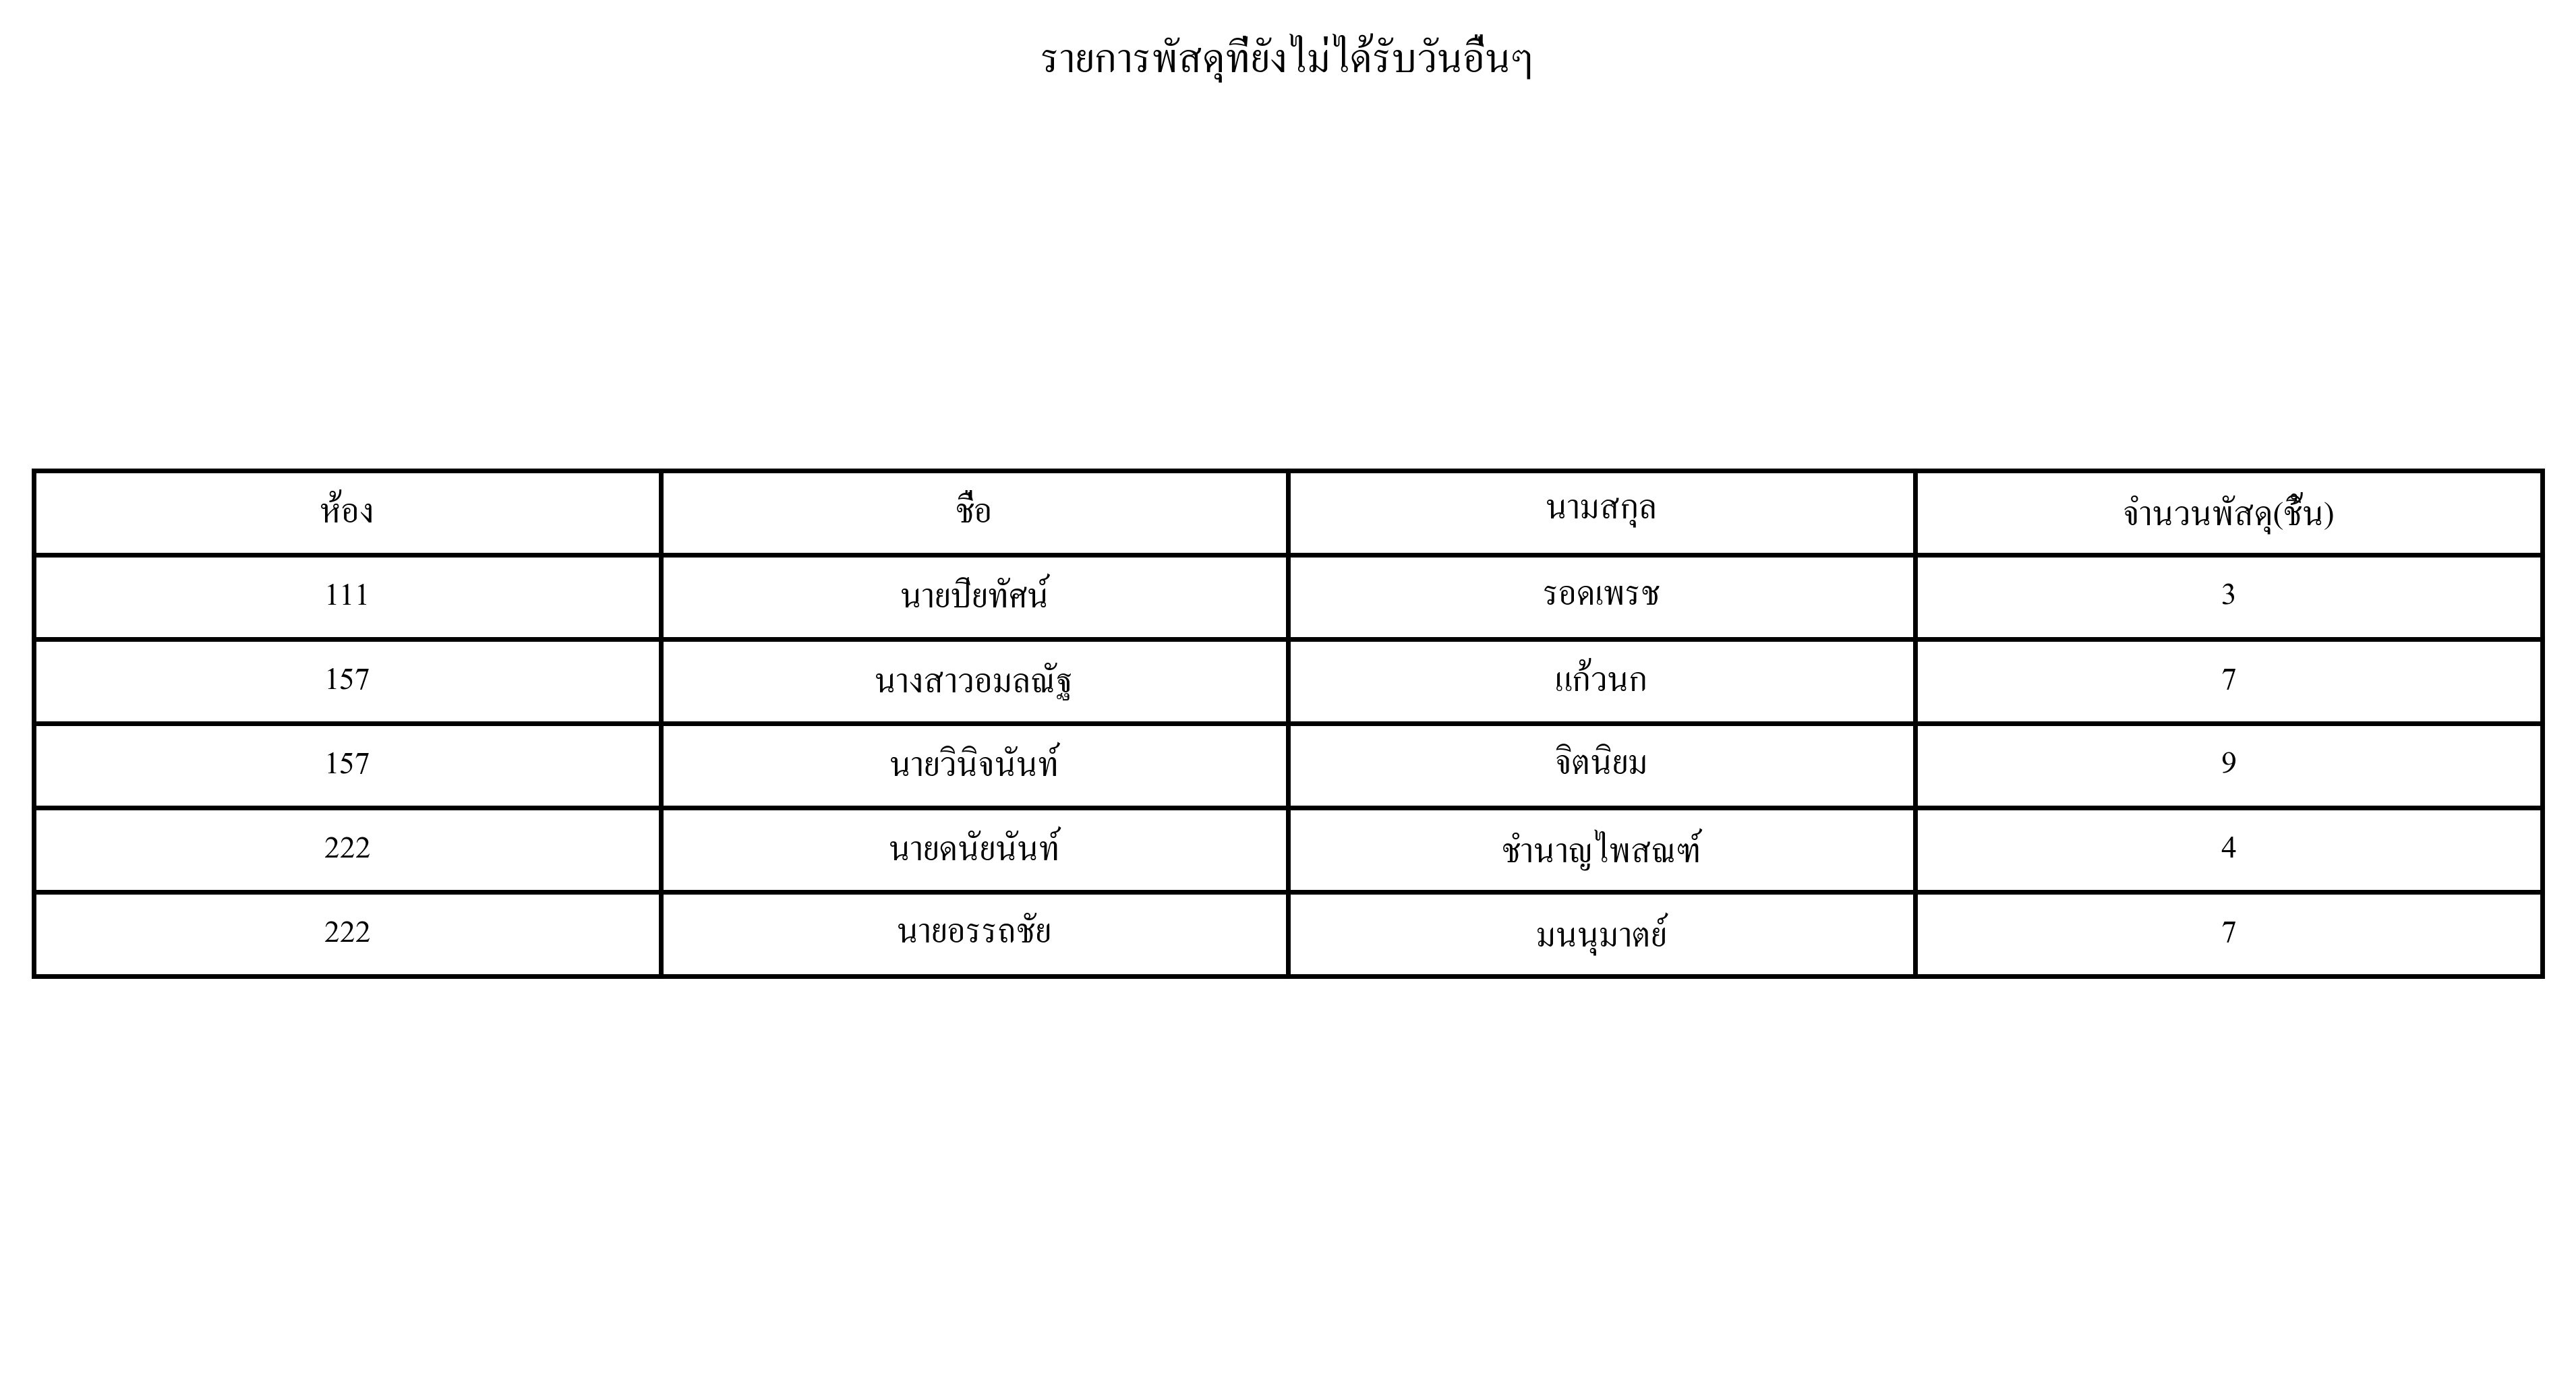 รายการพัสดุที่ยังไม่ได้รับวันอื่นๆ
ห้อง ชื่อ นามสกุล จำนวนพัสดุ(ชิ้น)
111 นายปิยทัศน์ รอดเพรช 3
157 นางสาวอมลณัฐ แก้วนก 7
157 นายวินิจนันท์ จิตนิยม 9
222 นายดนัยนันท์ ชำนาญไพสณฑ์ 4
222 นายอรรถชัย มนนุมาตย์ 7